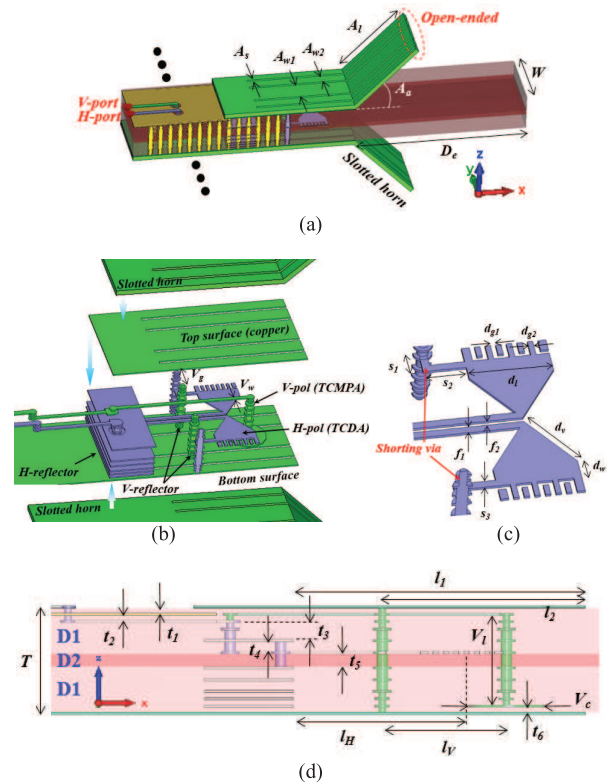 A_l
Open-ended
A_s
A_w1
A_w2
W
V-port
H-port
A_a
D_e
Slotted horn
z
y
x
(a)
Slotted horn
Top surface (copper)
V_g
V_w
V-pol (TCMPA)
H-pol (TCDA)
H-reflector
V-reflector
Bottom surface
Slotted horn
(b)
d_g1
d_g2
s_1
s_2
d_l
d_v
f_1
f_2
d_w
Shorting via
s_3
(c)
l_1
l_2
T
D1
t_2
t_1
t_3
V_l
D2
t_4
t_5
D1
z
x
V_c
l_H
l_V
t_6
(d)